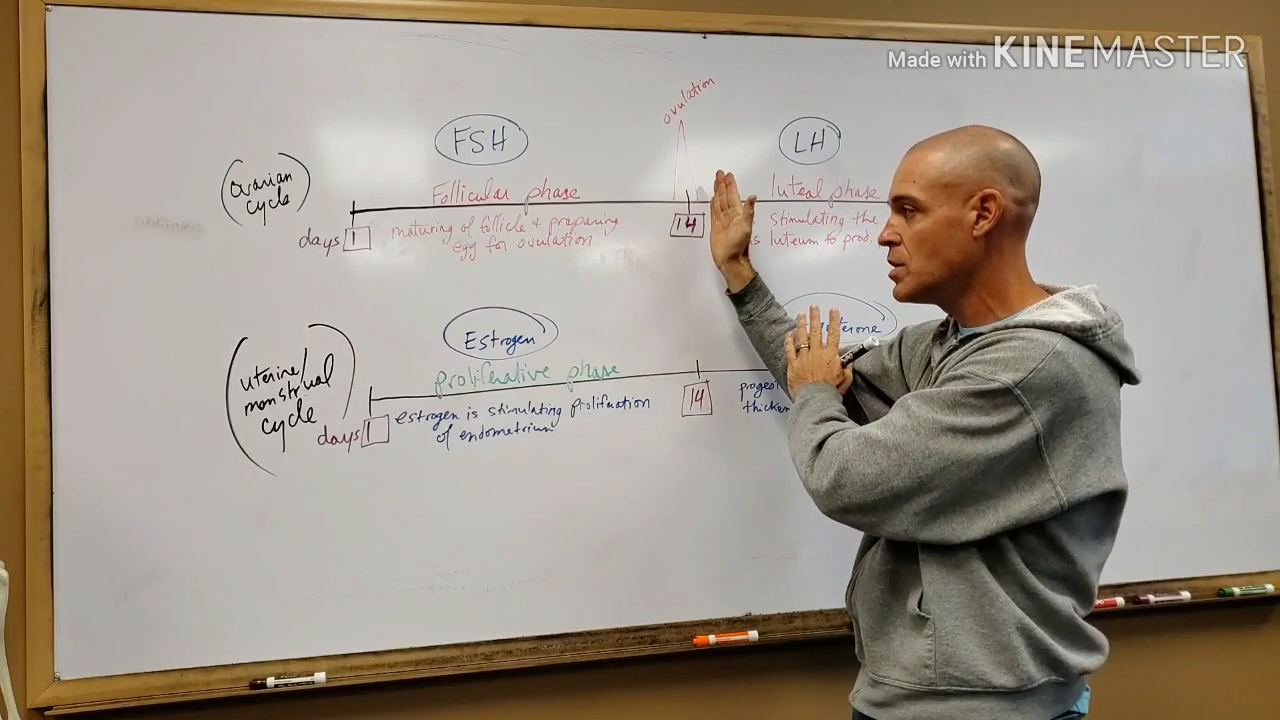 Made with KINEMASTER
ovulation
FSH
LH
(Ovarian
cycle)
Follicular phase
luteal phase
days 1
maturing of follicle + preparing
egg for ovulation
14
stimulating the
luteum to prod.
Estrogen
(uterine/
menstrual
cycle)
proliferative phase
days 1
estrogen is stimulating proliferation
of endometrium
14
thicken